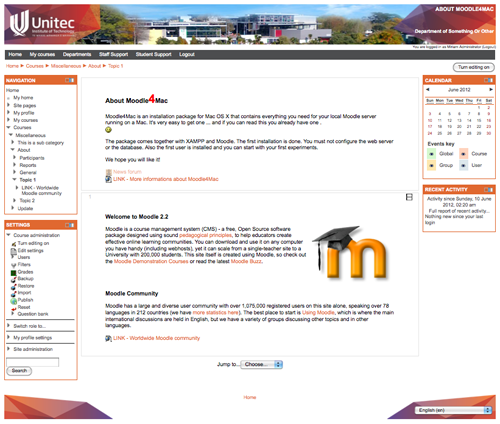 ABOUT MOODLE4MAC
Unitec
Institute of Technology
Department of Something Or Other
You are logged in as
Home My courses Departments Staff Support Student Support Logout
Home ► Courses ► Miscellaneous ► About ► Topic 1
Turn editing on
NAVIGATION
Home
My home
Site pages
My profile
My courses
Courses
Miscellaneous
This is a sub category
About
Participants
Reports
General
Topic 1
LINK - Worldwide
Moodle community
Topic 2
Update
SETTINGS
Course administration
Turn editing on
Edit settings
Users
Filters
Grades
Backup
Restore
Import
Publish
Reset
Question bank
Switch role to...
My profile settings
Site administration
Search
About Moodle4Mac
Moodle4Mac is an installation package for Mac OS X that contains everything you need for your local Moodle server
running on a Mac. It's very easy to get one ... and if you can read this you already have one .
The package comes together with XAMPP and Moodle. The first installation is done. You must not configure the web server
or the database. Also the first user is installed and you can start with your first experiments.
We hope you will like it!
News forum
LINK - More informations about Moodle4Mac
1
Welcome to Moodle 2.2
Moodle is a course management system (CMS) - a free, Open Source software
package designed using sound pedagogical principles, to help educators create
effective online learning communities. You can download and use it on any computer
you have handy (including webhosts), yet it can scale from a single-teacher site to a
University with 200,000 students. This site itself is created using Moodle, so check out
the Moodle Demonstration Courses or read the latest Moodle Buzz.
m
Moodle Community
Moodle has a large and diverse user community with over 1,075,000 registered users on this site alone, speaking over 78
languages in 212 countries (we have more statistics here). The best place to start is Using Moodle, which is where the main
international discussions are held in English, but we have a variety of groups discussing other topics and in other
languages.
LINK - Worldwide Moodle community
Jump to... Choose...
CALENDAR
◄ June 2012 ►
Sun Mon Tue Wed Thu Fri Sat
1 2
3 4 5 6 7 8 9
10 11 12 13 14 15 16
17 18 19 20 21 22 23
24 25 26 27 28 29 30
Events key
Global Course
Group User
RECENT ACTIVITY
Activity since Sunday, 10 June
2012, 02:20 am
Full report of recent activity...
Nothing new since your last
login
Home
English (en)